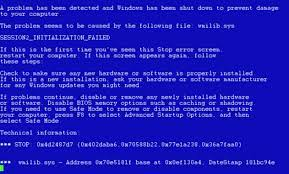 A problem has been detected and Windows has been shut down to prevent damage
to your computer
The problem seems to be caused by the following file: vmilib.sys
SESSION2_INITIALIZATION_FAILED
If this is the first time you've seen this Stop error screen,
restart your computer. If this screen appears again, follow
these steps:
Check to make sure any new hardware or software is properly installed.
If this is a new installation, ask your hardware or software manufacturer
for any Windows updates you might need.
If problems continue, disable or remove any newly installed hardware
or software. Disable BIOS memory options such as caching or shadowing.
If you need to use Safe Mode to remove or disable components, restart
your computer, press F8 to select Advanced Startup Options, and then
select Safe Mode.
Technical information:
*** STOP
*** Address base at DateStamp